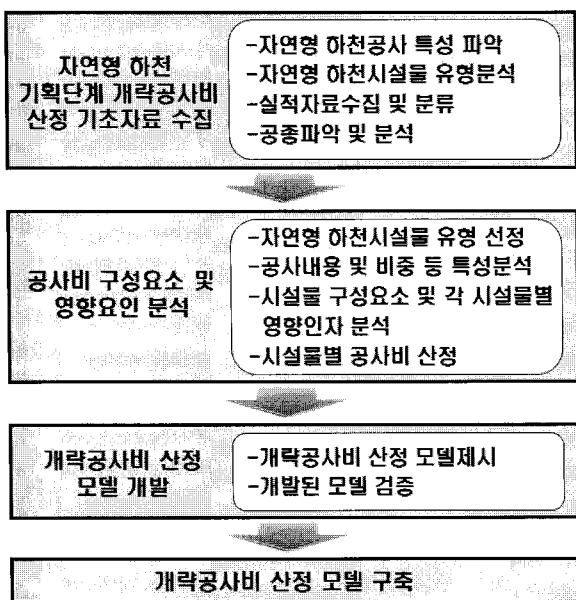 자연형 하천
기획단계 개략공사비
산정 기초자료 수집
-자연형 하천공사 특성 파악
-자연형 하천시설물 유형분석
-실적자료수집 및 분류
-공종파악 및 분석
공사비 구성요소 및
영향요인 분석
-자연형 하천시설물 유형 선정
-공사내용 및 비중 등 특성분석
-시설물 구성요소 및 각 시설물별
영향인자 분석
-시설물별 공사비 산정
개략공사비 산정
모델 개발
-개략공사비 산정 모델제시
-개발된 모델 검증
개략공사비 산정 모델 구축